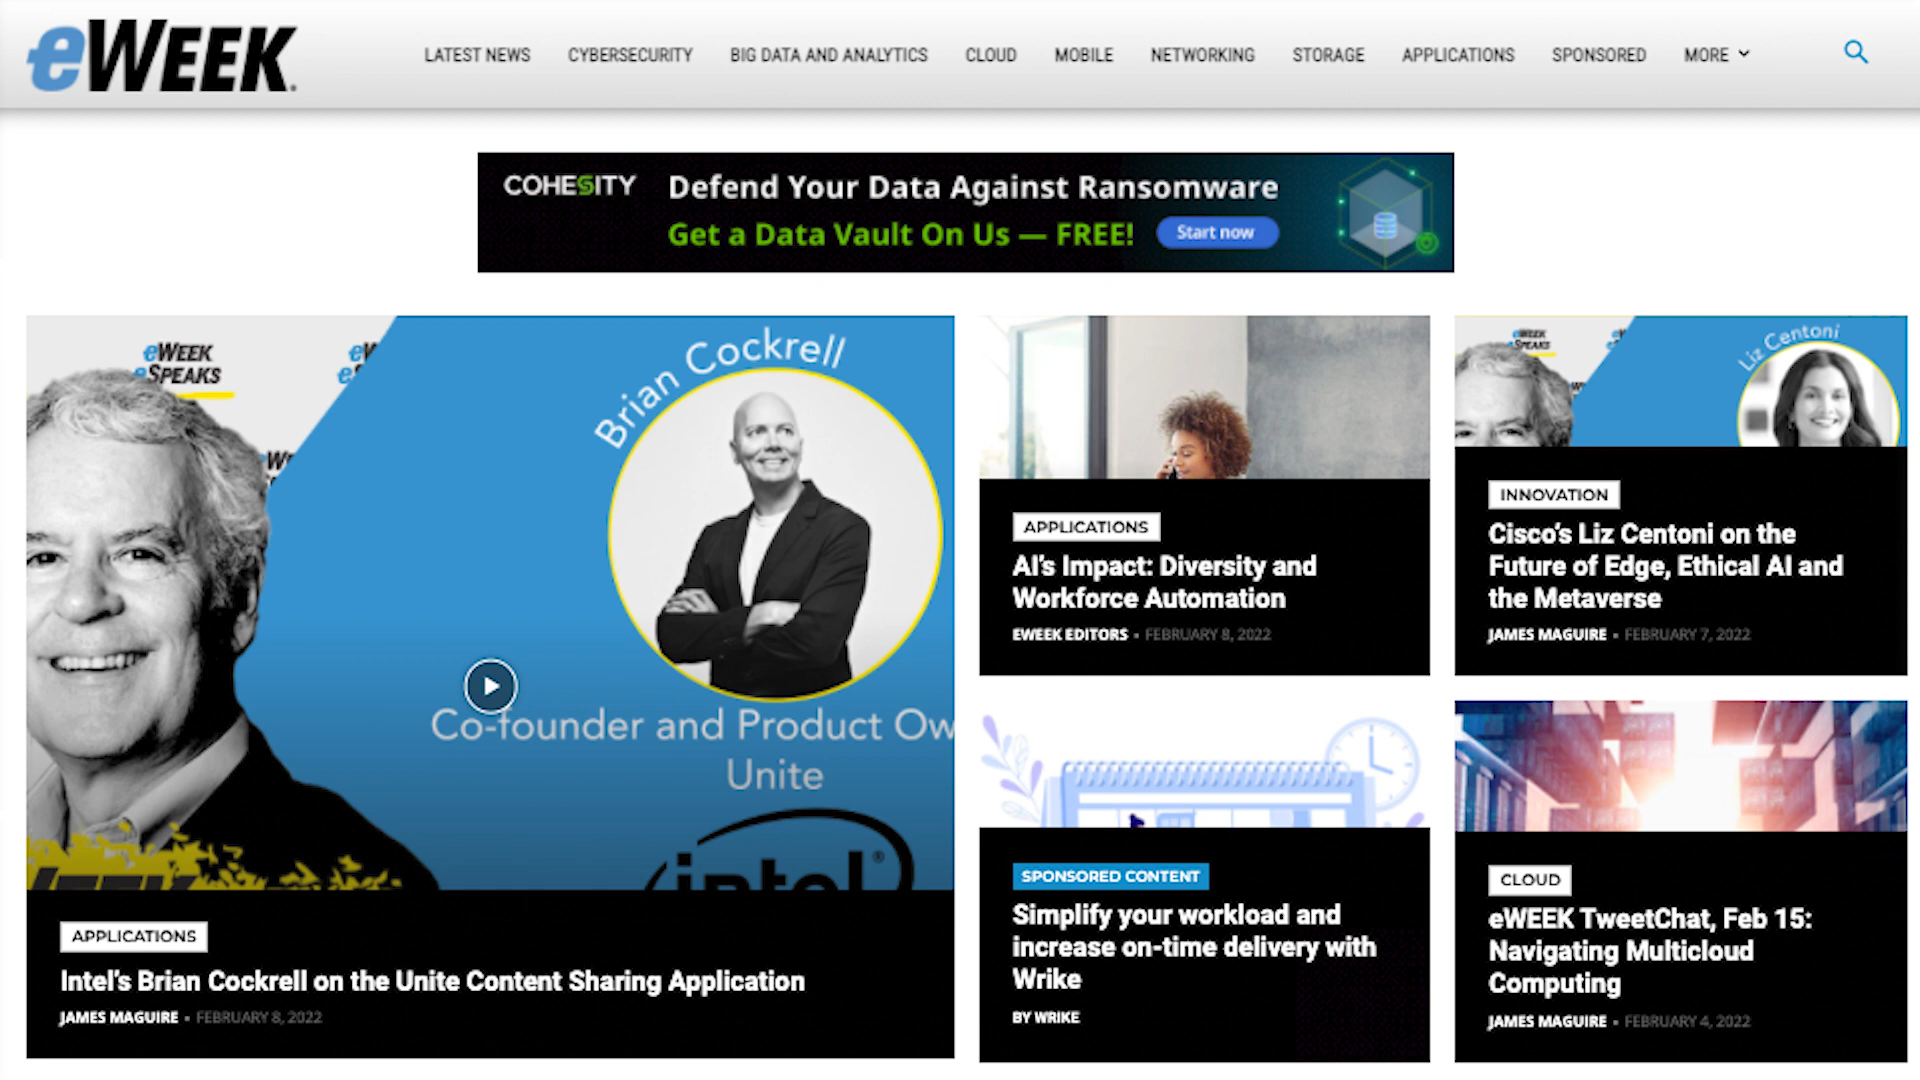 eWEEK.
LATEST NEWS CYBERSECURITY BIG DATA AND ANALYTICS CLOUD MOBILE NETWORKING STORAGE APPLICATIONS SPONSORED MORE
COHESITY
Defend Your Data Against Ransomware
Get a Data Vault On Us — FREE!
Start now
eWEEK
eSPEAKS
Brian Cockrell
Co-founder and Product Ow
Unite
intel®
APPLICATIONS
Intel's Brian Cockrell on the Unite Content Sharing Application
JAMES MAGUIRE - FEBRUARY 8, 2022
APPLICATIONS
AI's Impact: Diversity and
Workforce Automation
EWEEK EDITORS - FEBRUARY 8, 2022
eWEEK
eSPEAKS
Liz Centoni
INNOVATION
Cisco's Liz Centoni on the
Future of Edge, Ethical AI and
the Metaverse
JAMES MAGUIRE - FEBRUARY 7, 2022
SPONSORED CONTENT
Simplify your workload and
increase on-time delivery with
Wrike
BY WRIKE
CLOUD
eWEEK TweetChat, Feb 15:
Navigating Multicloud
Computing
JAMES MAGUIRE - FEBRUARY 4, 2022